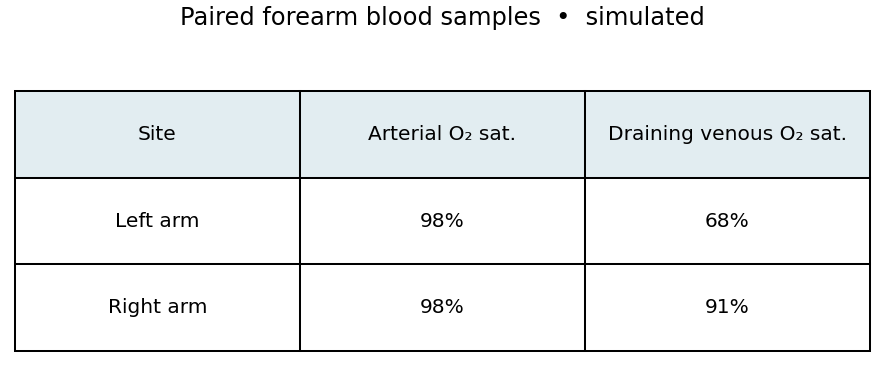 Paired forearm blood samples • simulated
Site Arterial O₂ sat. Draining venous O₂ sat.
Left arm 98% 68%
Right arm 98% 91%